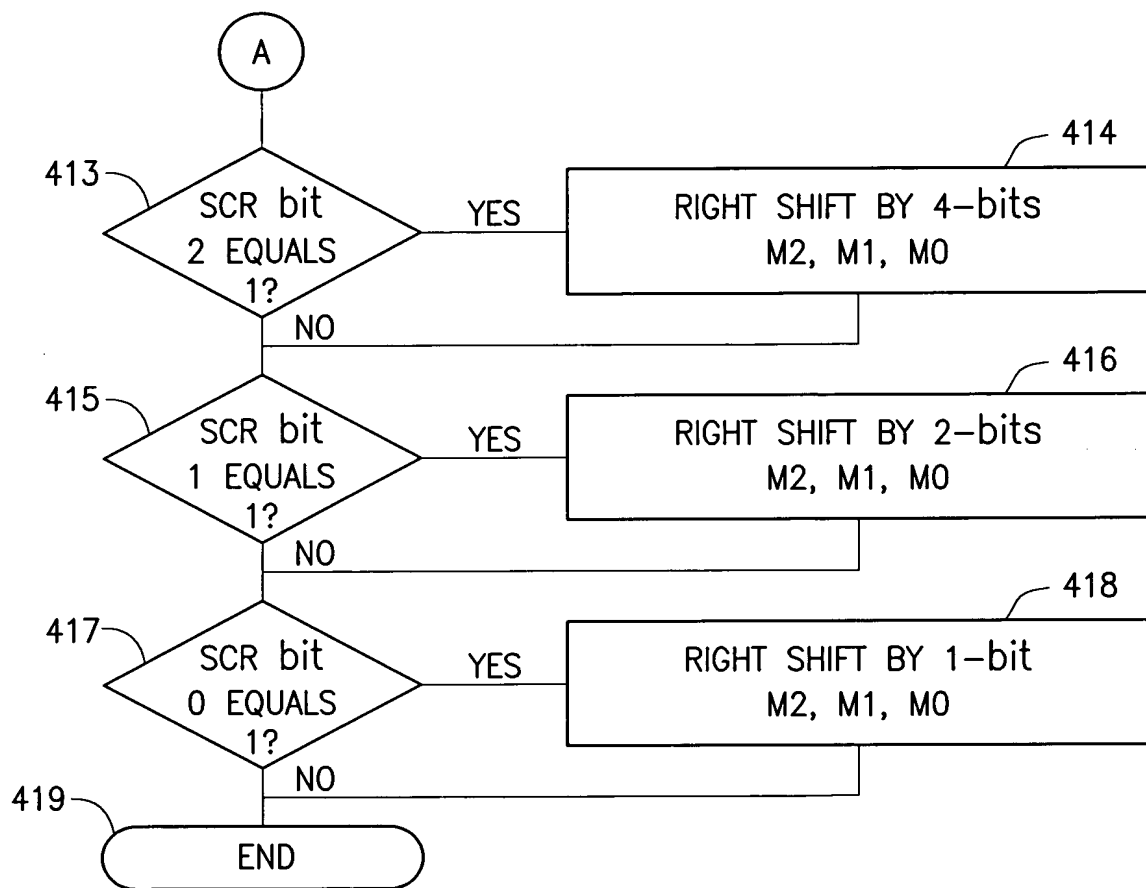 A
413
SCR bit
2 EQUALS
1?
YES
NO
414
RIGHT SHIFT BY 4-bits
M2, M1, M0
415
SCR bit
1 EQUALS
1?
YES
NO
416
RIGHT SHIFT BY 2-bits
M2, M1, M0
417
SCR bit
0 EQUALS
1?
YES
NO
418
RIGHT SHIFT BY 1-bit
M2, M1, M0
419
END